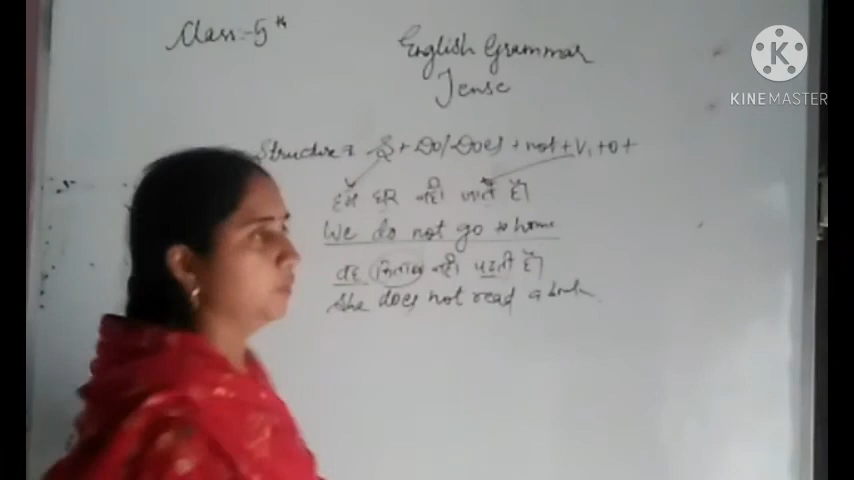 Class:-5th
English Grammar
Tense
KINEMASTER
Structure:- S + Do/Does + not + V1 + O +
हम घर नहीं जाते हैं।
We do not go to home
वह किताब नहीं पढती है।
She does not read a book